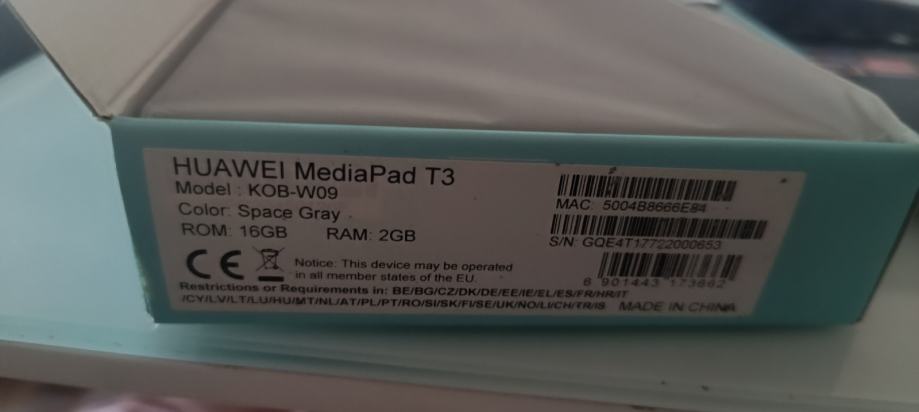 HUAWEI MediaPad T3
Model : KOB-W09
Color: Space Gray
ROM: 16GB RAM: 2GB
CE
Notice: This device may be operated
in all member states of the EU.
Restrictions or Requirements in: BE/BG/CZ/DK/DE/EE/IE/EL/ES/FR/HR/IT
/CY/LV/LT/LU/HU/MT/NL/AT/PL/PT/RO/SI/SK/FI/SE/UK/NO/LI/CH/TR/IS MADE IN CHINA
MAC: 5004B8666E84
S/N: GQE4T17722000653
6 901443 173662